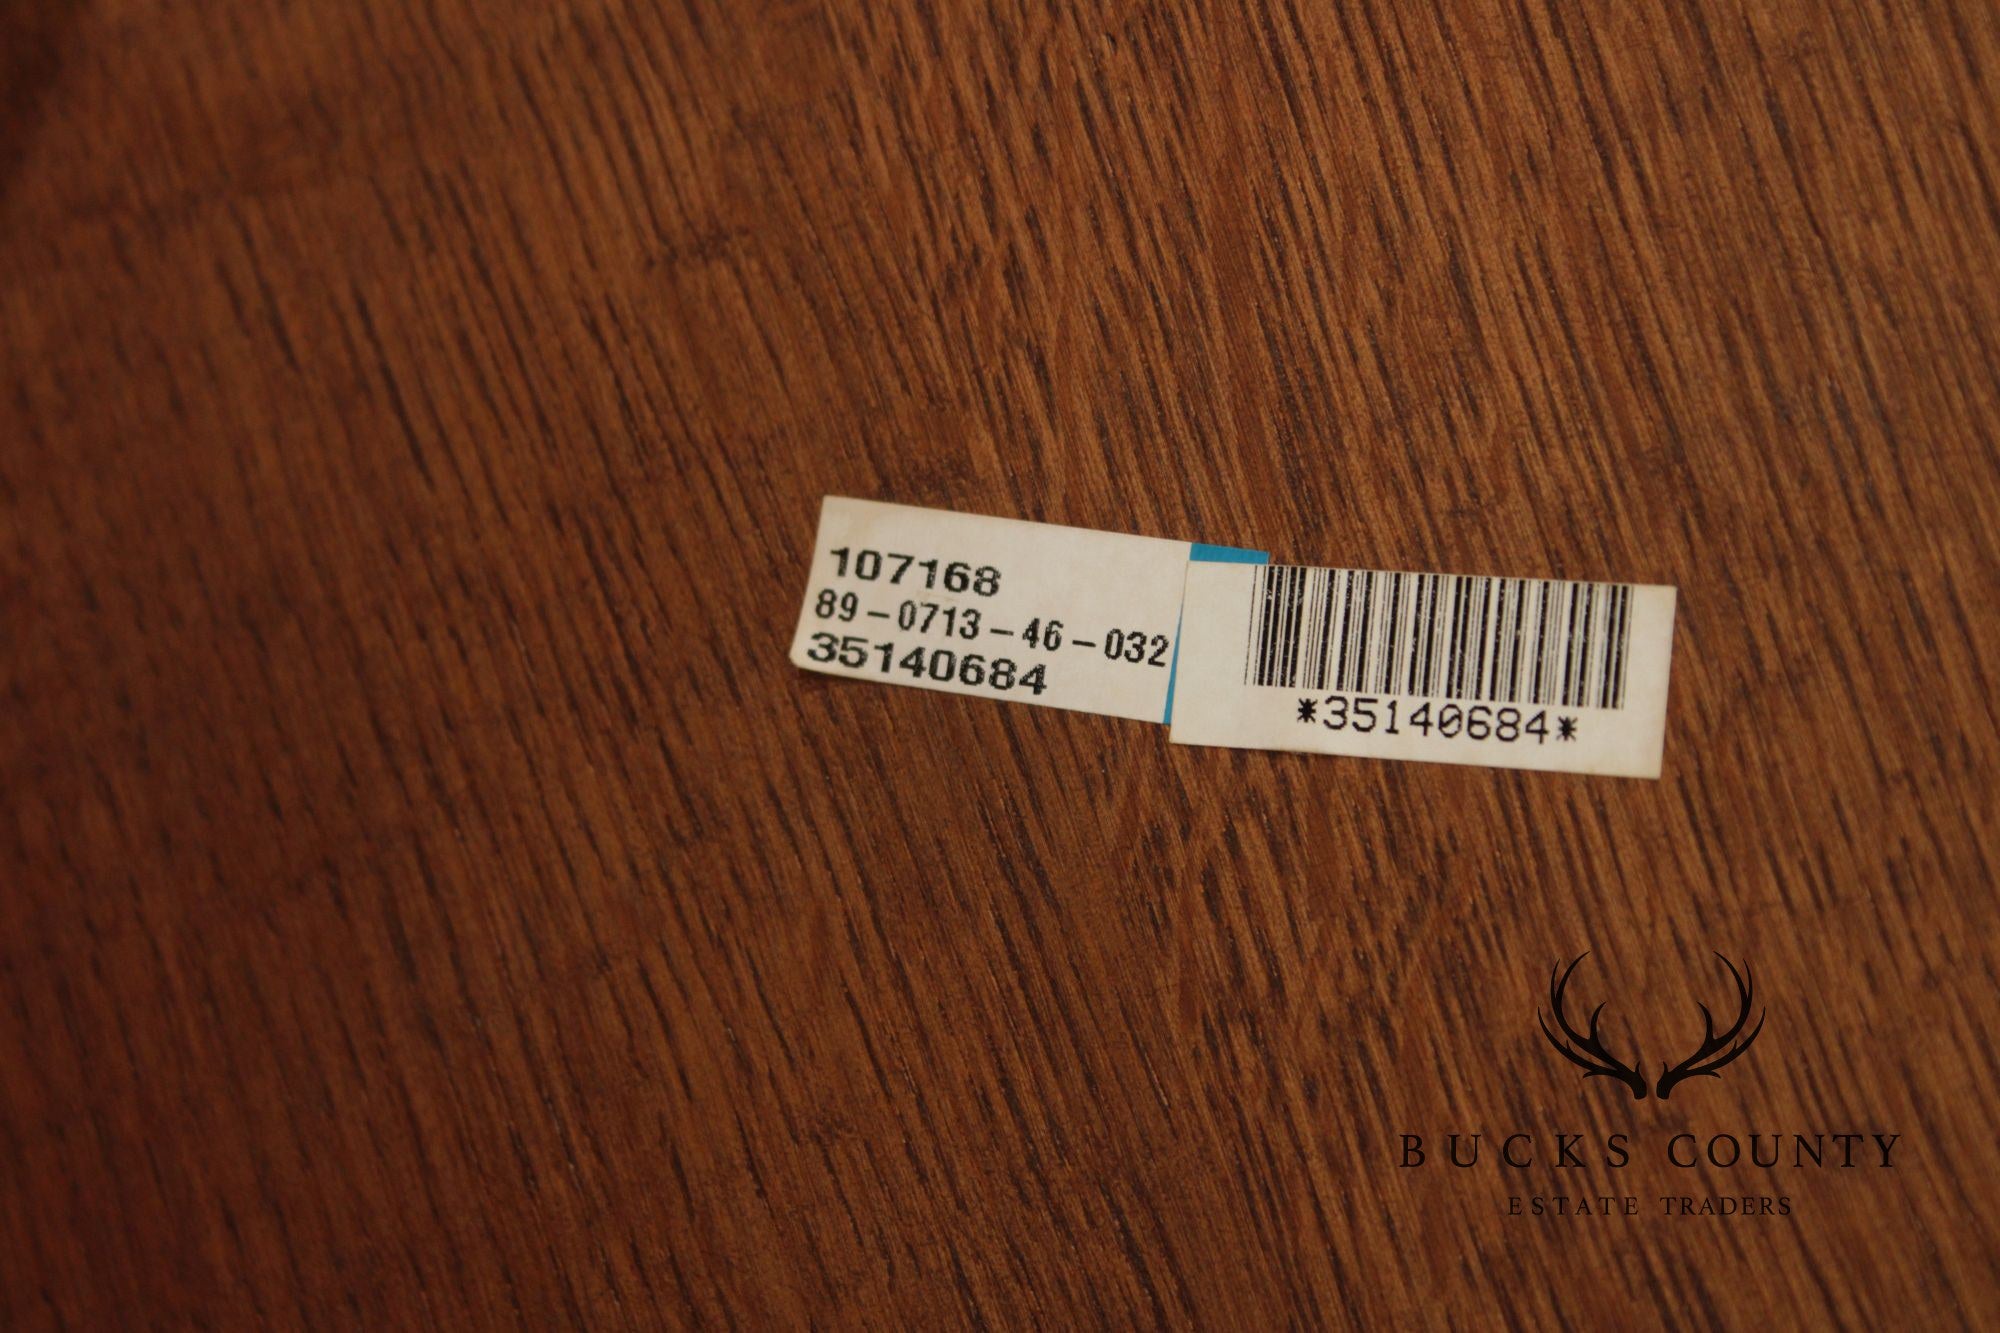 107168
89-0713-46-032
35140684
*35140684*
BUCKS COUNTY
ESTATE TRADERS